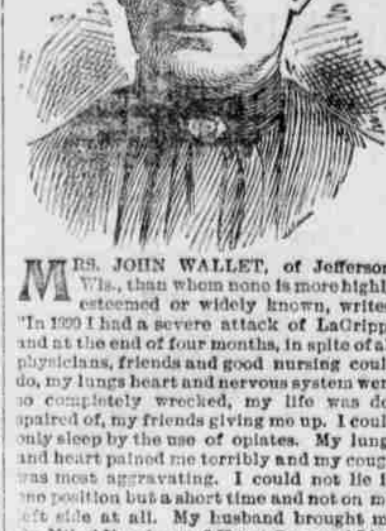 MRS. JOHN WALLET, of Jefferson
Wis., than whom none is more highl
esteemed or widely known, write
"In 1890 I had a severe attack of LaGripp
and at the end of four months, in spite of a
physicians, friends and good nursing coul
do, my lungs heart and nervous system wer
so completely wrecked, my life was de
spaired of, my friends giving me up. I coul
only sleep by the use of opiates. My lung
and heart pained me terribly and my coug
was most aggravating. I could not lie i
one position but a short time and not on m
left side at all. My husband brought m